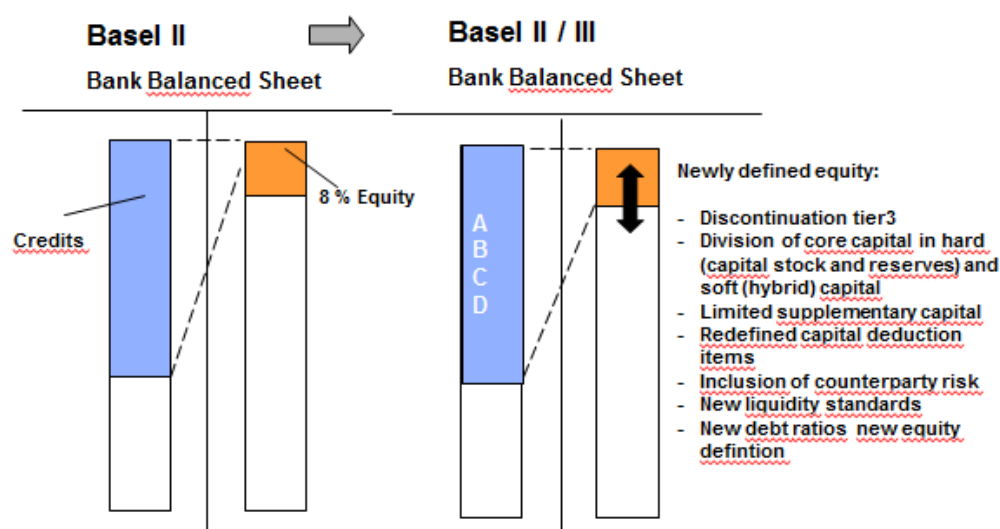 Basel II
Bank Balanced Sheet
8 % Equity
Credits
Basel II / III
Bank Balanced Sheet
A
B
C
D
Newly defined equity:
- Discontinuation tier3
- Division of core capital in hard
(capital stock and reserves) and
soft (hybrid) capital
- Limited supplementary capital
- Redefined capital deduction
items
- Inclusion of counterparty risk
- New liquidity standards
- New debt ratios new equity
defintion